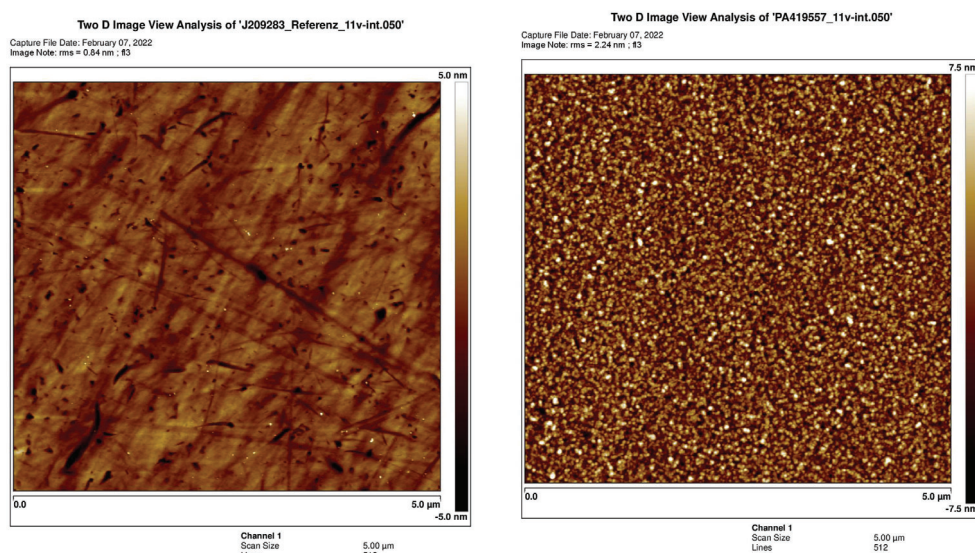 Two D Image View Analysis of 'J209283_Referenz_11v-int.050'
Capture File Date: February 07, 2022
Image Note: rms = 0.84 nm ; fl3
5.0 nm
0.0
5.0 µm
-5.0 nm
Channel 1
Scan Size 5.00 µm
Two D Image View Analysis of 'PA419557_11v-int.050'
Capture File Date: February 07, 2022
Image Note: rms = 2.24 nm ; fl3
7.5 nm
0.0
5.0 µm
-7.5 nm
Channel 1
Scan Size 5.00 µm
Lines 512